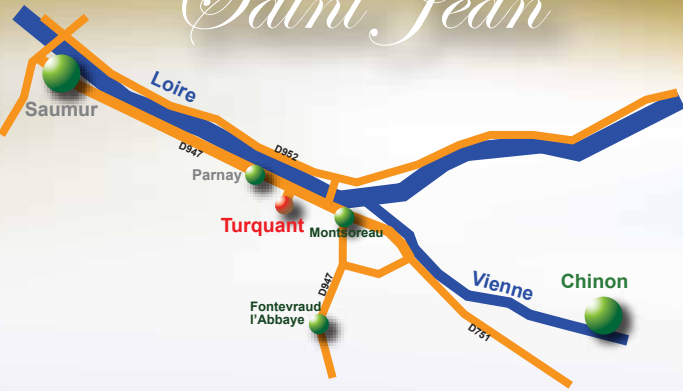 Saint Jean
Loire
Saumur
D947
D952
Parnay
Turquant
Montsoreau
Vienne
Chinon
D947
Fontevraud
l'Abbaye
D751